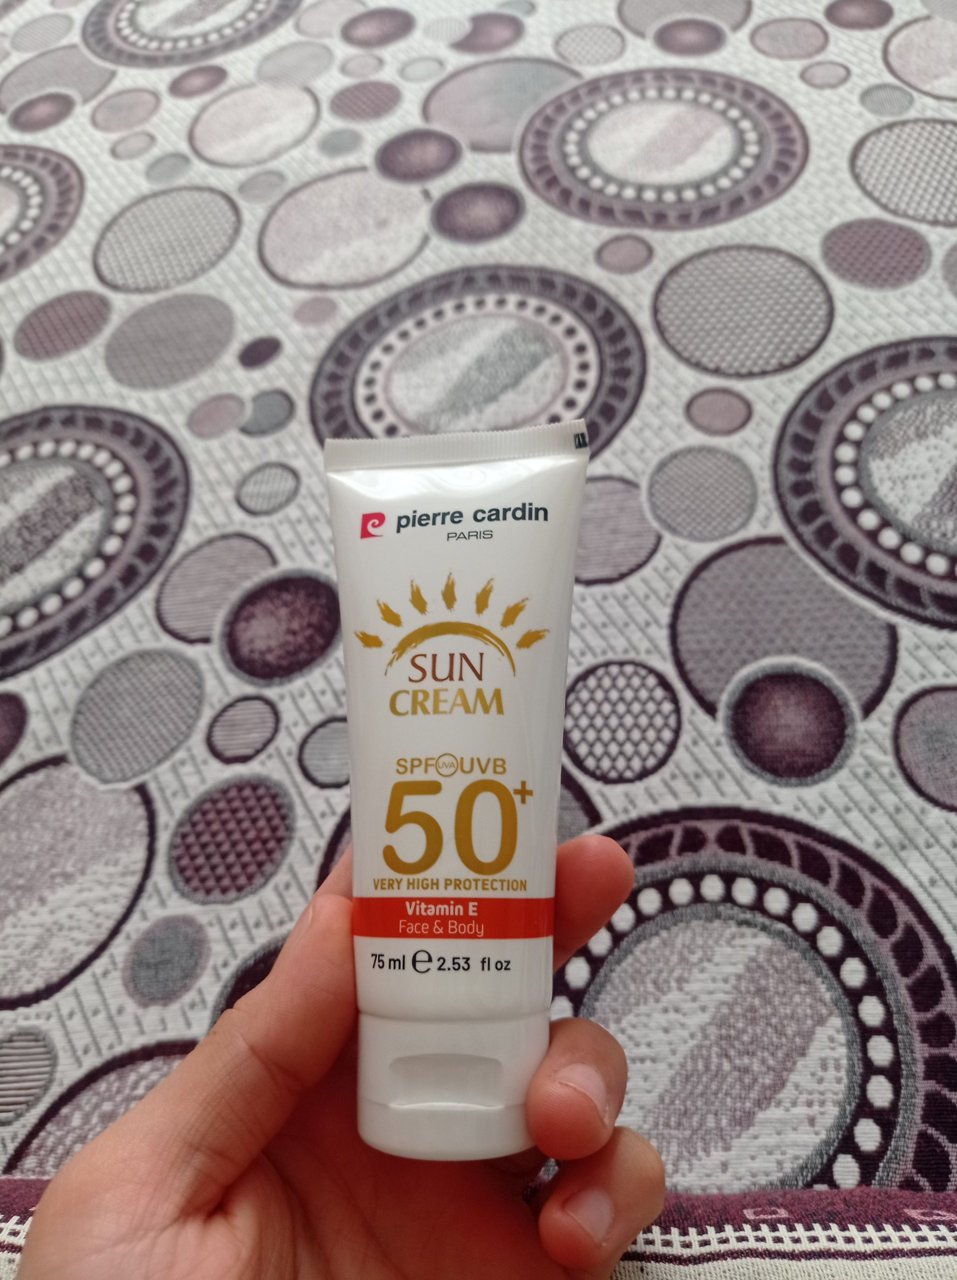 pierre cardin
PARIS
SUN
CREAM
SPF UVA UVB
50+
VERY HIGH PROTECTION
Vitamin E
Face & Body
75 ml ℮ 2.53 fl oz